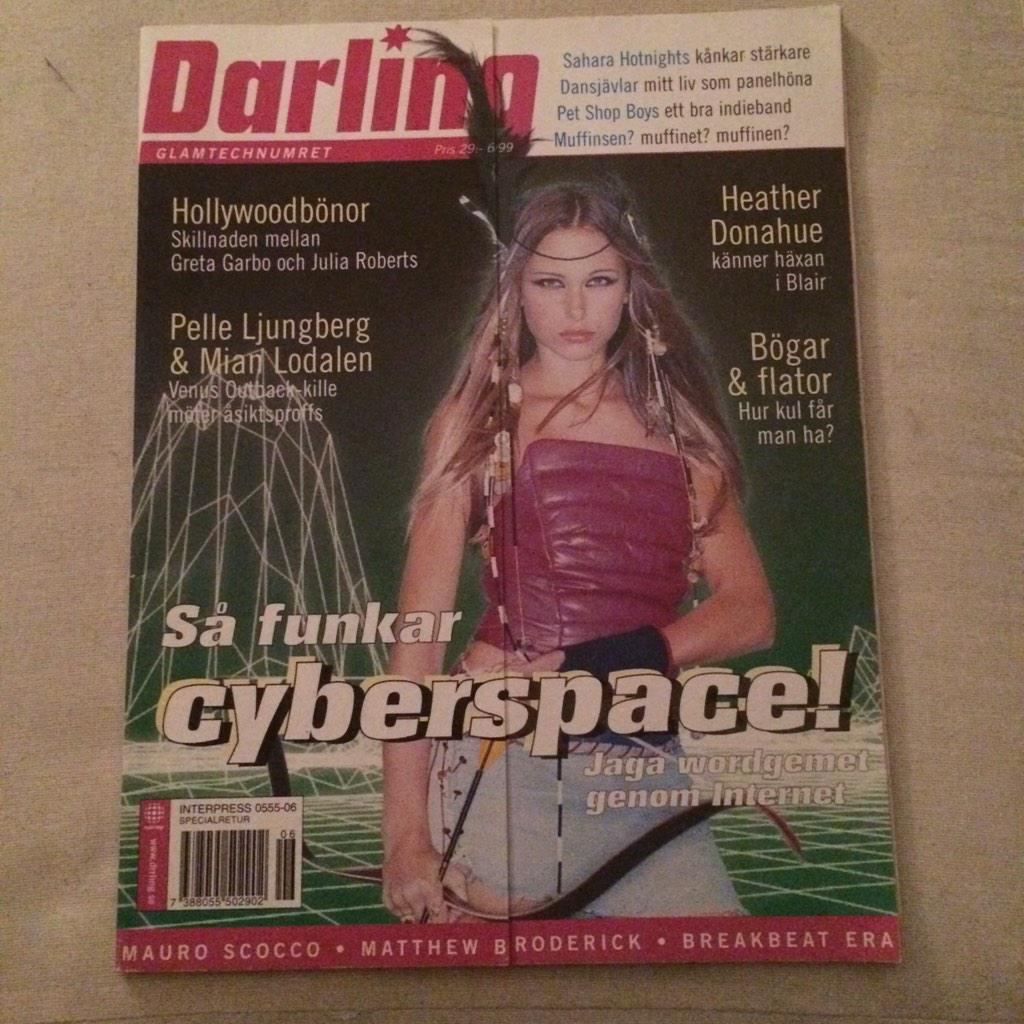 Darling
GLAMTECHNUMRET
Pris 29:- 6/99
Sahara Hotnights kånkar stärkare
Dansjävlar mitt liv som panelhöna
Pet Shop Boys ett bra indieband
Muffinsen? muffinet? muffinen?
Hollywoodbönor
Skillnaden mellan
Greta Garbo och Julia Roberts
Pelle Ljungberg
& Mian Lodalen
Venus Outback-kille
möter åsiktsproffs
Heather
Donahue
känner häxan
i Blair
Bögar
& flator
Hur kul får
man ha?
Så funkar
cyberspace!
Jaga wordgemet
genom Internet
INTERPRESS 0555-06
SPECIALRETUR
06
7 388055 502902
MAURO SCOCCO • MATTHEW BRODERICK • BREAKBEAT ERA